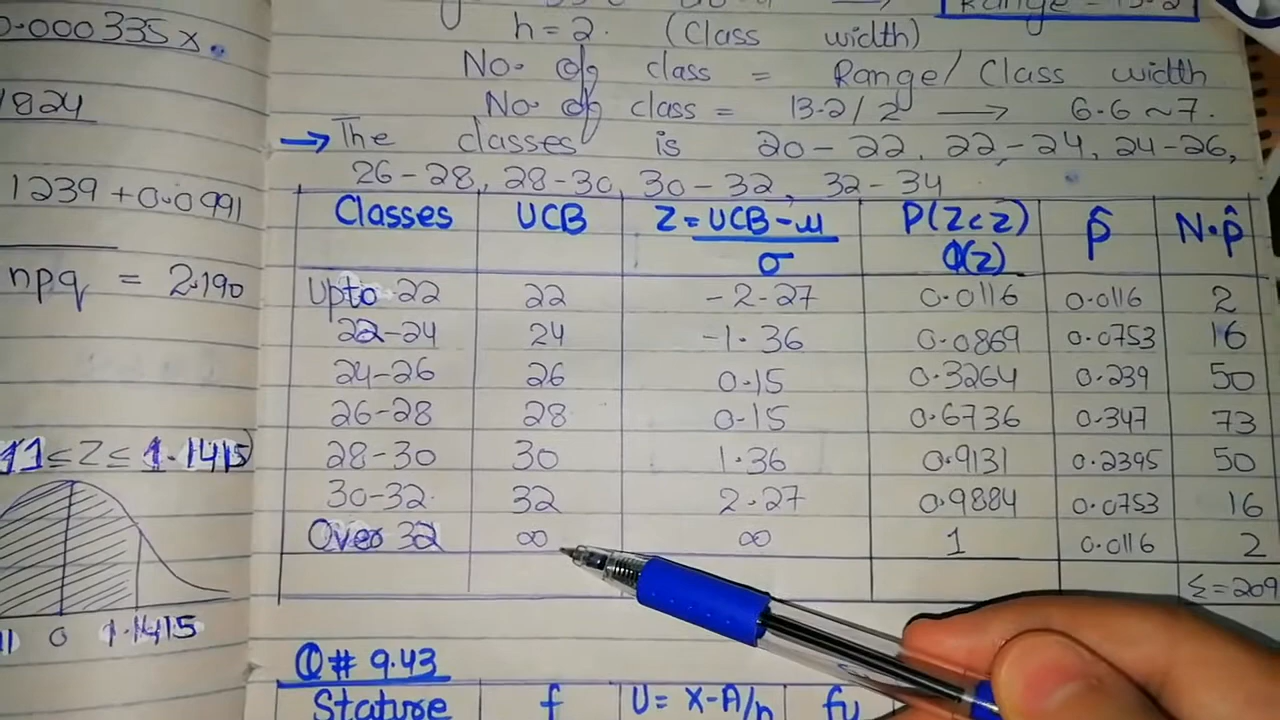 0.000335x
1824
1239 + 0.0991
npq = 2.190
11 ≤ Z ≤ 1.1415)
0 1.1415
Range = 13.2
h = 2. (Class width)
No. of class = Range/Class width
No. of class = 13.2/2 → 6.6 ~ 7.
→ The classes is 20-22, 22-24, 24-26,
26-28, 28-30, 30-32, 32-34
Classes UCB Z = UCB-μ/σ P(Z<z) Φ(z) p̂ N.p̂
Upto 22 22 -2.27 0.0116 0.0116 2
22-24 24 -1.36 0.0869 0.0753 16
24-26 26 0.15 0.3264 0.239 50
26-28 28 0.15 0.6736 0.347 73
28-30 30 1.36 0.9131 0.2395 50
30-32 32 2.27 0.9884 0.0753 16
Over 32 ∞ ∞ 1 0.0116 2
Σ=209
Q# 9.43
Stature f U = X-A/h fu